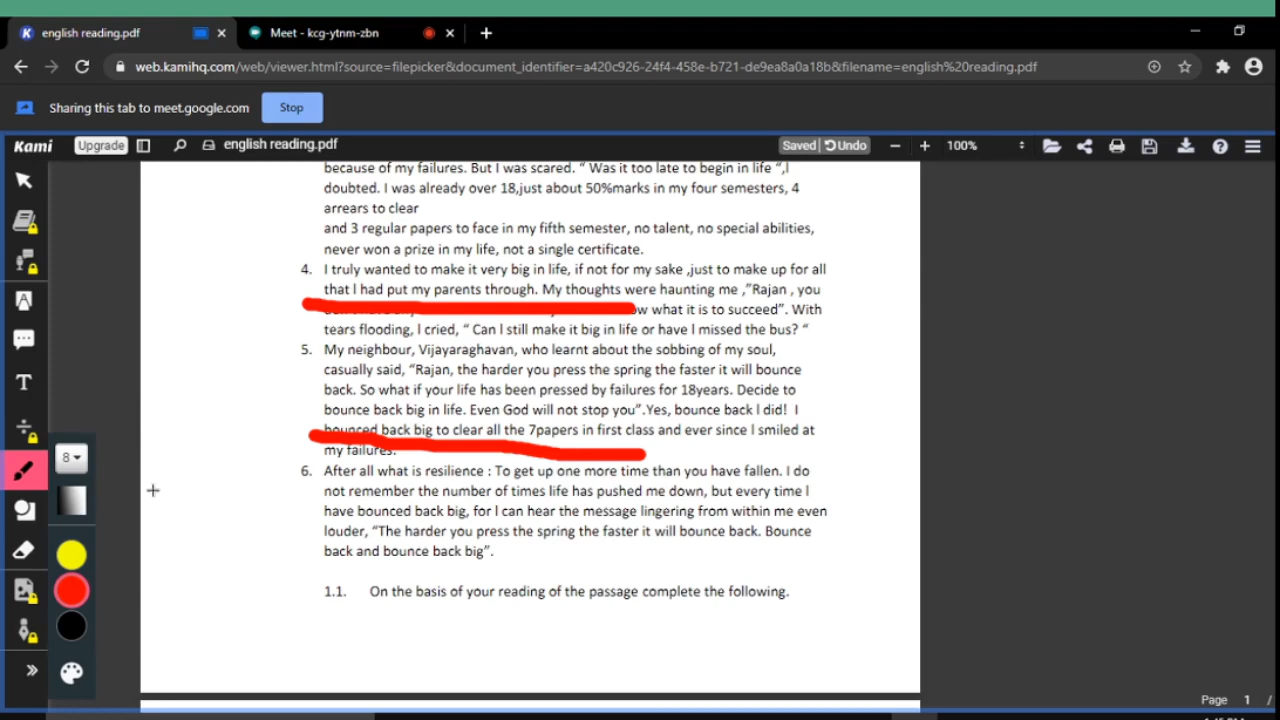 english reading.pdf
Meet - kcg-ytnm-zbn
web.kamihq.com/web/viewer.html?source=filepicker&document_identifier=a420c926-24f4-458e-b721-de9ea8a0a18b&filename=english%20reading.pdf
Sharing this tab to meet.google.com Stop
Kami Upgrade english reading.pdf Saved Undo 100%
because of my failures. But I was scared. “ Was it too late to begin in life “,I
doubted. I was already over 18,just about 50%marks in my four semesters, 4
arrears to clear
and 3 regular papers to face in my fifth semester, no talent, no special abilities,
never won a prize in my life, not a single certificate.
4. I truly wanted to make it very big in life, if not for my sake ,just to make up for all
that I had put my parents through. My thoughts were haunting me ,”Rajan , you
what it is to succeed”. With
tears flooding, I cried, “ Can I still make it big in life or have I missed the bus? “
5. My neighbour, Vijayaraghavan, who learnt about the sobbing of my soul,
casually said, “Rajan, the harder you press the spring the faster it will bounce
back. So what if your life has been pressed by failures for 18years. Decide to
bounce back big in life. Even God will not stop you”.Yes, bounce back I did! I
bounced back big to clear all the 7papers in first class and ever since I smiled at
my failures.
6. After all what is resilience : To get up one more time than you have fallen. I do
not remember the number of times life has pushed me down, but every time I
have bounced back big, for I can hear the message lingering from within me even
louder, “The harder you press the spring the faster it will bounce back. Bounce
back and bounce back big”.
1.1. On the basis of your reading of the passage complete the following.
8
Page 1 /